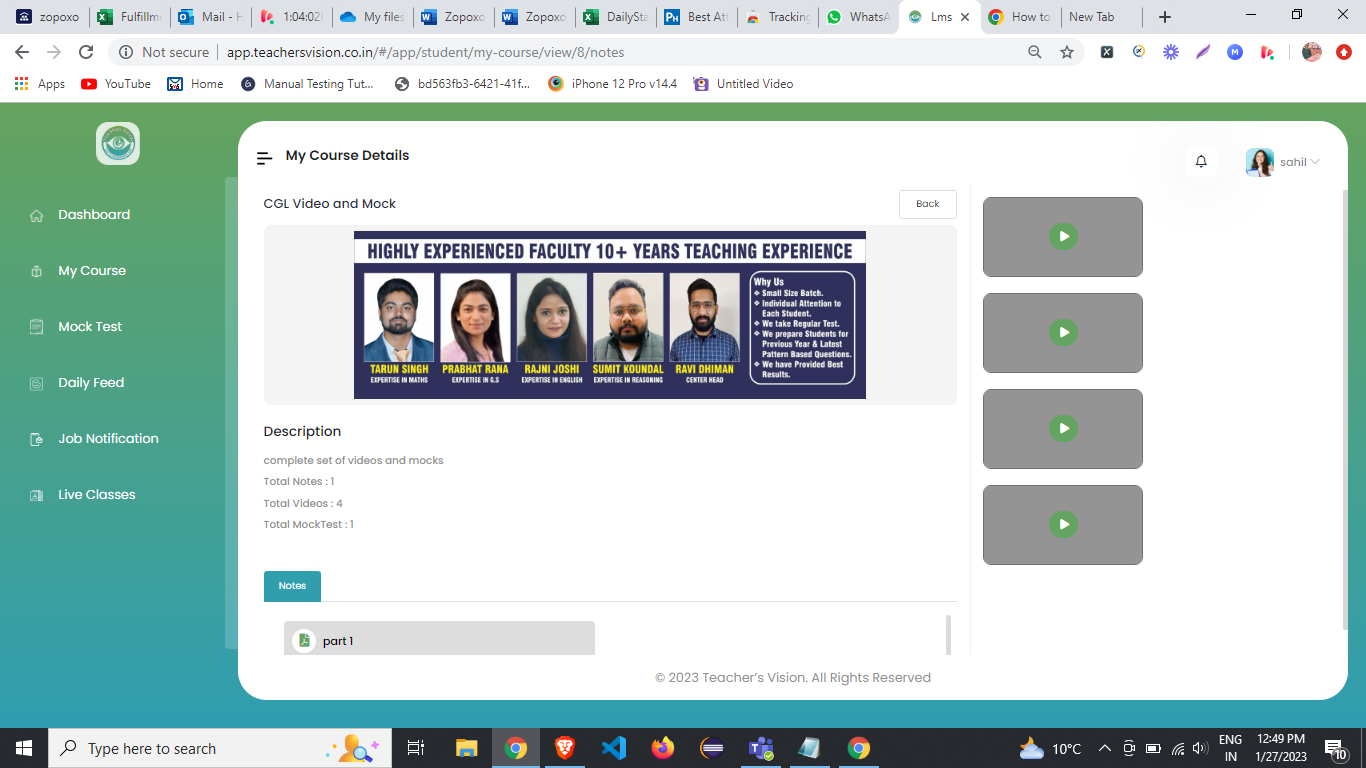 zopoxo
Fulfillm
Mail - H
1:04:02
My files
Zopoxo
Zopoxo
DailySta
Best Att
Tracking
WhatsA
Lms
How to
New Tab
Not secure
app.teachersvision.co.in/#/app/student/my-course/view/8/notes
Apps
YouTube
Home
Manual Testing Tut...
bd563fb3-6421-41f...
iPhone 12 Pro v14.4
Untitled Video
My Course Details
sahil
Dashboard
My Course
Mock Test
Daily Feed
Job Notification
Live Classes
CGL Video and Mock
Back
HIGHLY EXPERIENCED FACULTY 10+ YEARS TEACHING EXPERIENCE
TARUN SINGH
EXPERTISE IN MATHS
PRABHAT RANA
EXPERTISE IN G.S
RAJNI JOSHI
EXPERTISE IN ENGLISH
SUMIT KOUNDAL
EXPERTISE IN REASONING
RAVI DHIMAN
CENTER HEAD
Why Us
❖ Small Size Batch.
❖ Individual Attention to
Each Student.
❖ We take Regular Test.
❖ We prepare Students for
Previous Year & Latest
Pattern Based Questions.
❖ We have Provided Best
Results.
Description
complete set of videos and mocks
Total Notes : 1
Total Videos : 4
Total MockTest : 1
Notes
part 1
© 2023 Teacher's Vision. All Rights Reserved
Type here to search
10°C
ENG
IN
12:49 PM
1/27/2023
10